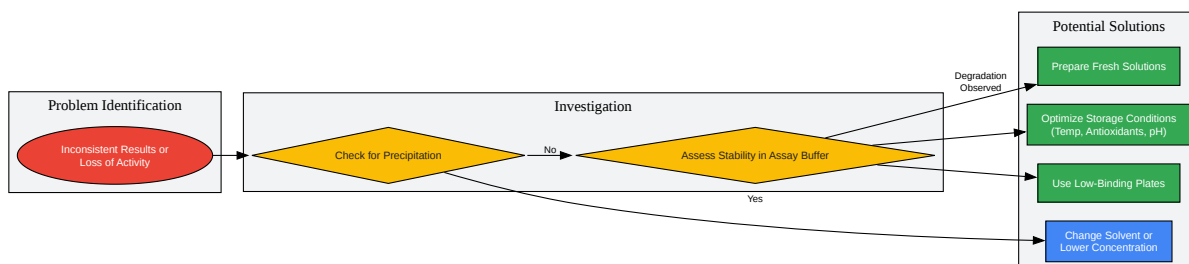 Problem Identification
Inconsistent Results or
Loss of Activity
Investigation
Check for Precipitation
No
Assess Stability in Assay Buffer
Degradation
Observed
Yes
Potential Solutions
Prepare Fresh Solutions
Optimize Storage Conditions
(Temp, Antioxidants, pH)
Use Low-Binding Plates
Change Solvent or
Lower Concentration